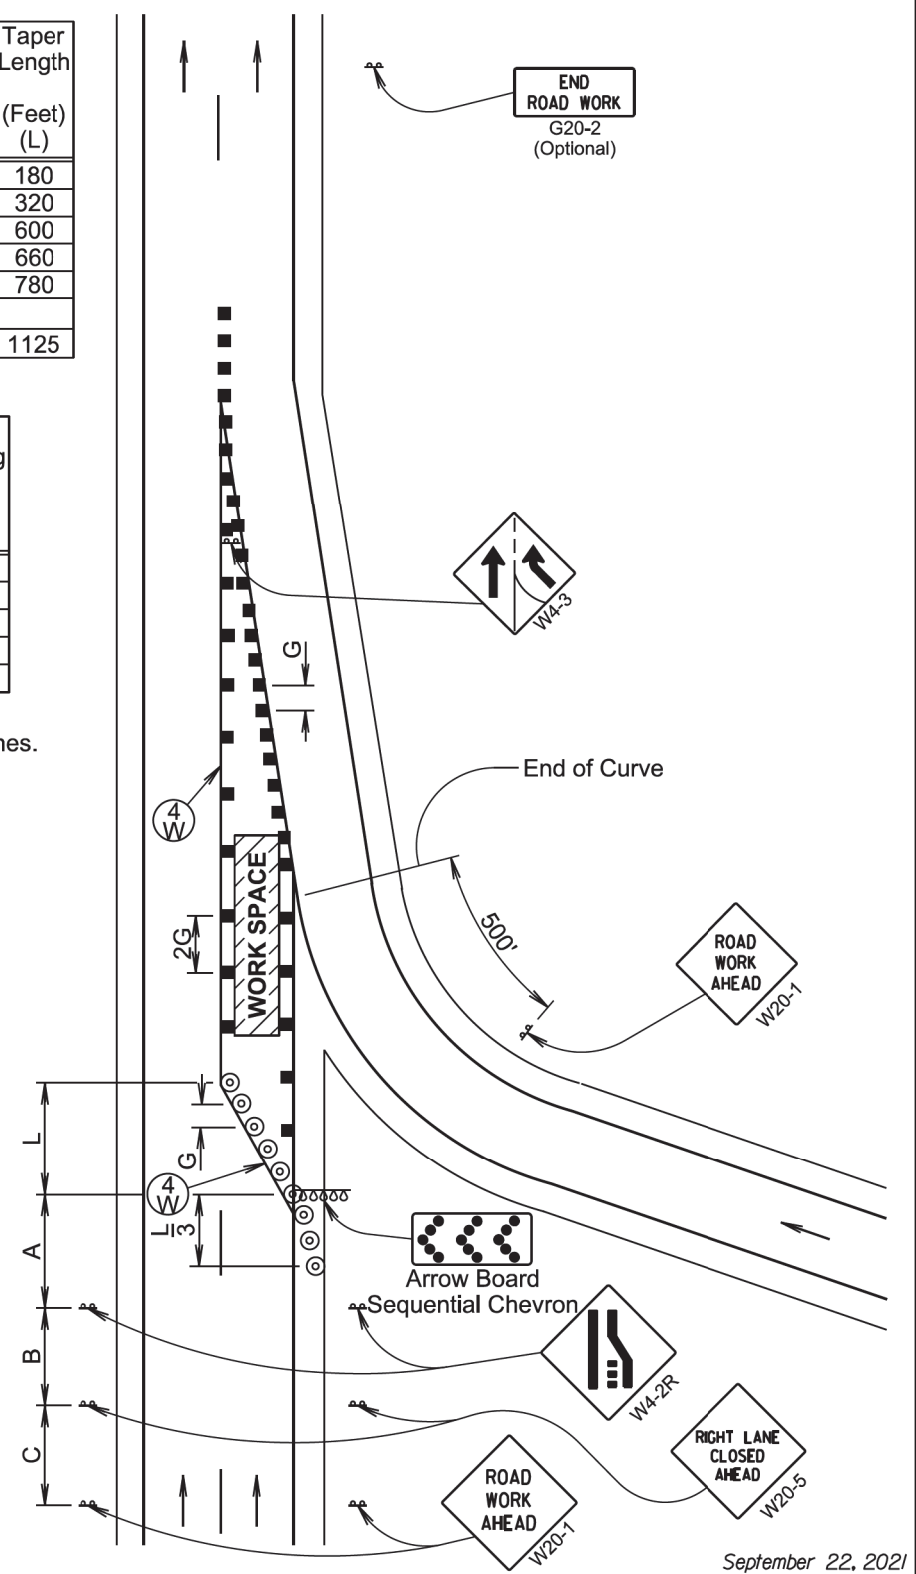 Taper
Length
(Feet)
(L)
180
320
600
660
780
1125
END
ROAD WORK
G20-2
(Optional)
W4-3
G
End of Curve
4
W
WORK SPACE
2G
500'
ROAD
WORK
AHEAD
W20-1
L
G
4
W
L
3
A
Arrow Board
Sequential Chevron
B
W4-2R
C
RIGHT LANE
CLOSED
AHEAD
W20-5
ROAD
WORK
AHEAD
W20-1
September 22, 2021